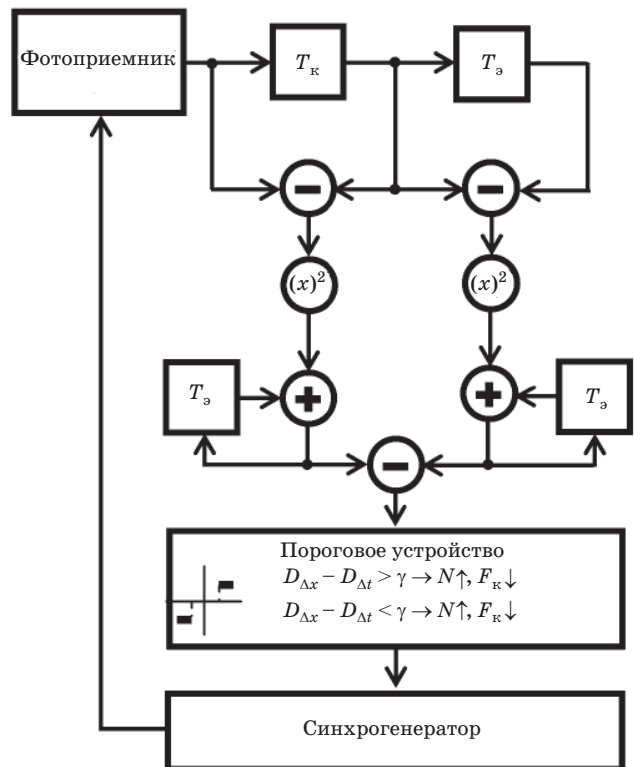 Фотоприемник
Tк
Tэ
(x)²
(x)²
Tэ
Tэ
Пороговое устройство
DΔx − DΔt > γ → N↑, Fк↓
DΔx − DΔt < γ → N↑, Fк↓
Синхрогенератор